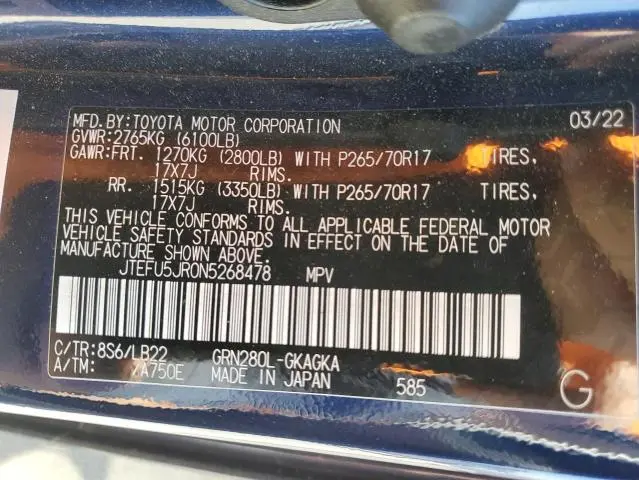 MFD.BY:TOYOTA MOTOR CORPORATION 03/22
GVWR:2765KG (6100LB)
GAWR:FRT. 1270KG (2800LB) WITH P265/70R17 TIRES,
17X7J RIMS.
RR. 1515KG (3350LB) WITH P265/70R17 TIRES,
17X7J RIMS.
THIS VEHICLE CONFORMS TO ALL APPLICABLE FEDERAL MOTOR
VEHICLE SAFETY STANDARDS IN EFFECT ON THE DATE OF
MANUFACTURE SHOWN ABOVE.
JTEFU5JR0N5268478 MPV
C/TR:8S6/LB22 GRN280L-GKAGKA
A/TM: /A750E MADE IN JAPAN 585
G